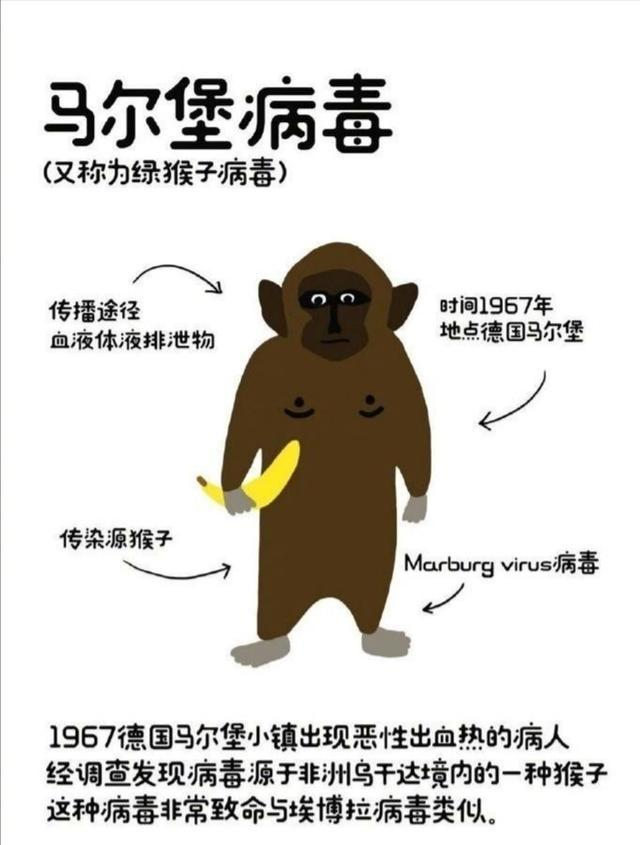 马尔堡病毒
(又称为绿猴子病毒)
传播途径
血液体液排泄物
时间1967年
地点德国马尔堡
传染源猴子
Marburg virus病毒
1967德国马尔堡小镇出现恶性出血热的病人
经调查发现病毒源于非洲乌干达境内的一种猴子
这种病毒非常致命与埃博拉病毒类似。